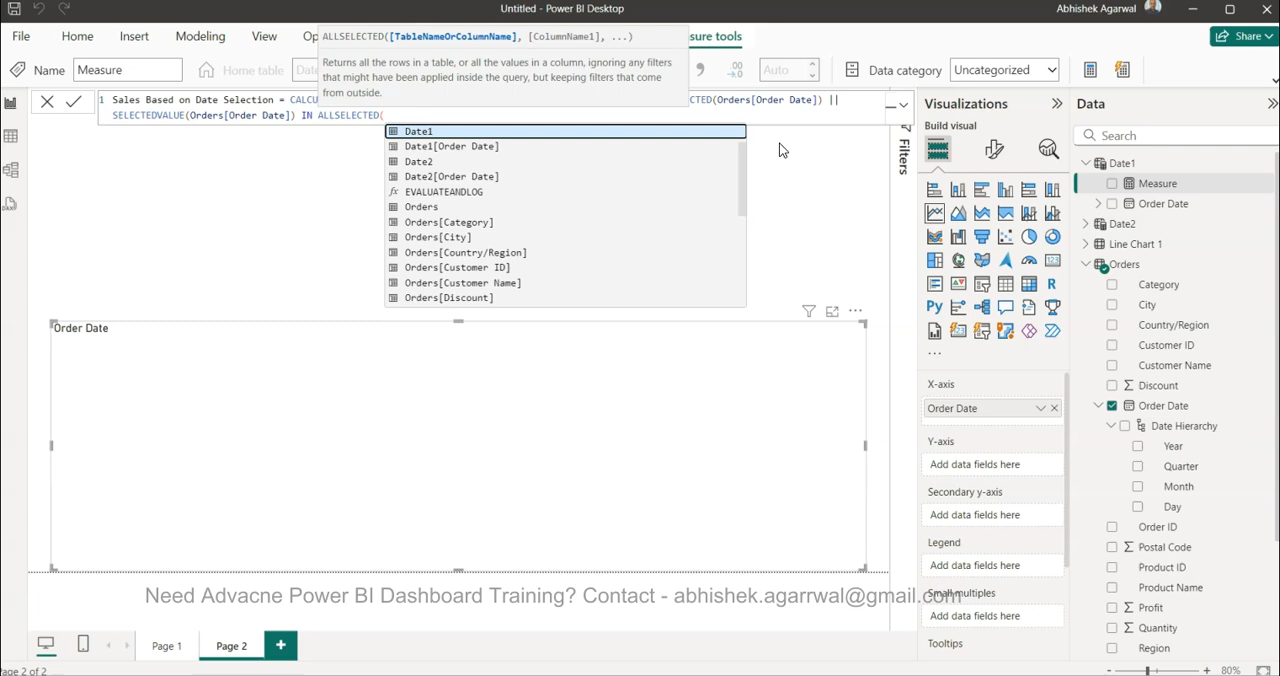 Untitled - Power BI Desktop
Abhishek Agarwal
File Home Insert Modeling View Op
sure tools
Share
ALLSELECTED([TableNameOrColumnName], [ColumnName1], ...)
Returns all the rows in a table, or all the values in a column, ignoring any filters
that might have been applied inside the query, but keeping filters that come
from outside.
Name Measure
Home table Date
Auto
Data category Uncategorized
1 Sales Based on Date Selection = CALCU
CTED(Orders[Order Date]) ||
SELECTEDVALUE(Orders[Order Date]) IN ALLSELECTED(
Date1
Date1[Order Date]
Date2
Date2[Order Date]
EVALUATEANDLOG
Orders
Orders[Category]
Orders[City]
Orders[Country/Region]
Orders[Customer ID]
Orders[Customer Name]
Orders[Discount]
Order Date
Filters
Visualizations
Build visual
X-axis
Order Date
Y-axis
Add data fields here
Secondary y-axis
Add data fields here
Legend
Add data fields here
Small multiples
Add data fields here
Tooltips
Data
Search
Date1
Measure
Order Date
Date2
Line Chart 1
Orders
Category
City
Country/Region
Customer ID
Customer Name
Discount
Order Date
Date Hierarchy
Year
Quarter
Month
Day
Order ID
Postal Code
Product ID
Product Name
Profit
Quantity
Region
Need Advacne Power BI Dashboard Training? Contact - abhishek.agarrwal@gmail.com
Page 1
Page 2
Page 2 of 2
80%